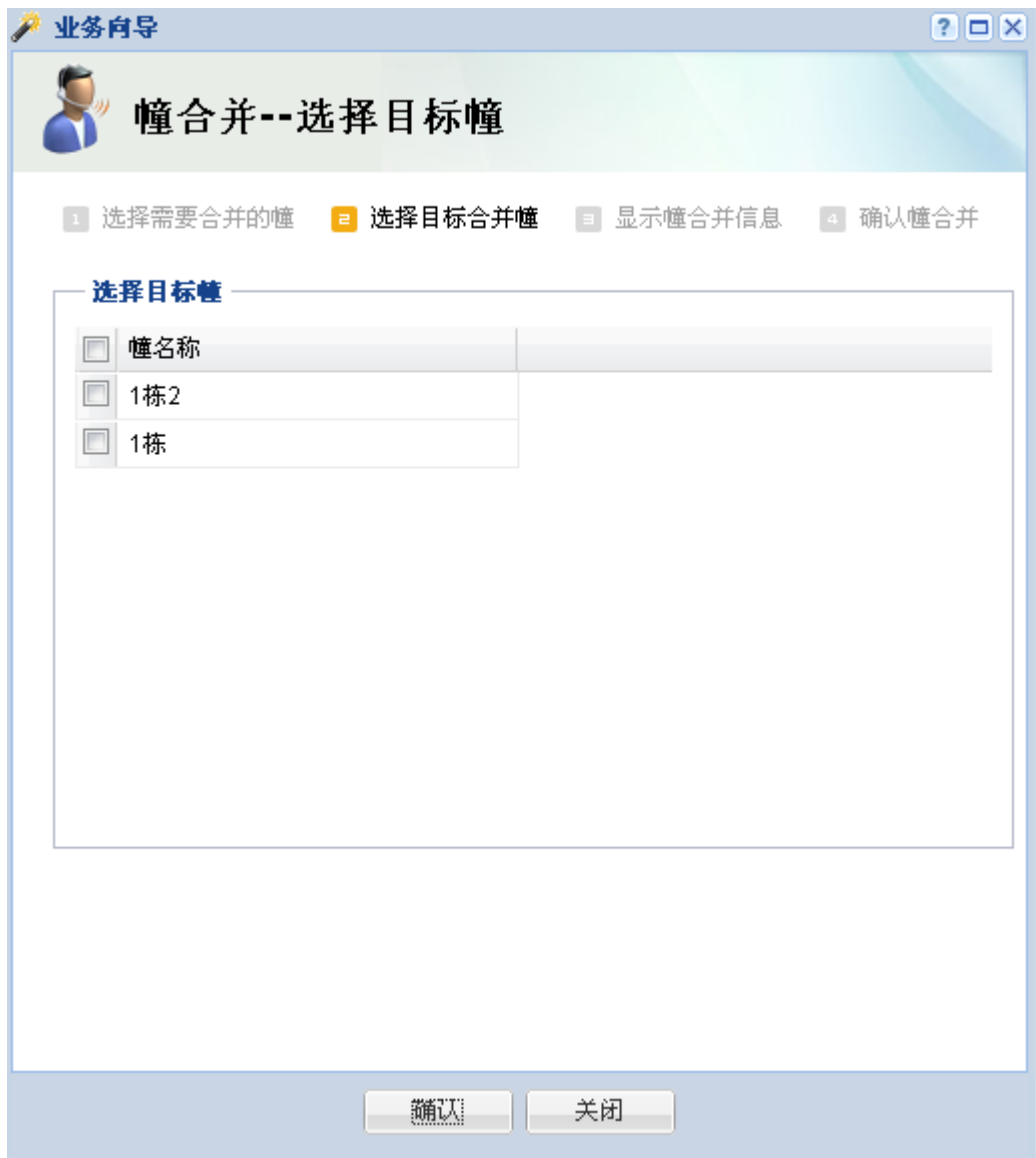 业务向导
幢合并--选择目标幢
1 选择需要合并的幢 2 选择目标合并幢 3 显示幢合并信息 4 确认幢合并
选择目标幢
幢名称
1栋2
1栋
确认 关闭